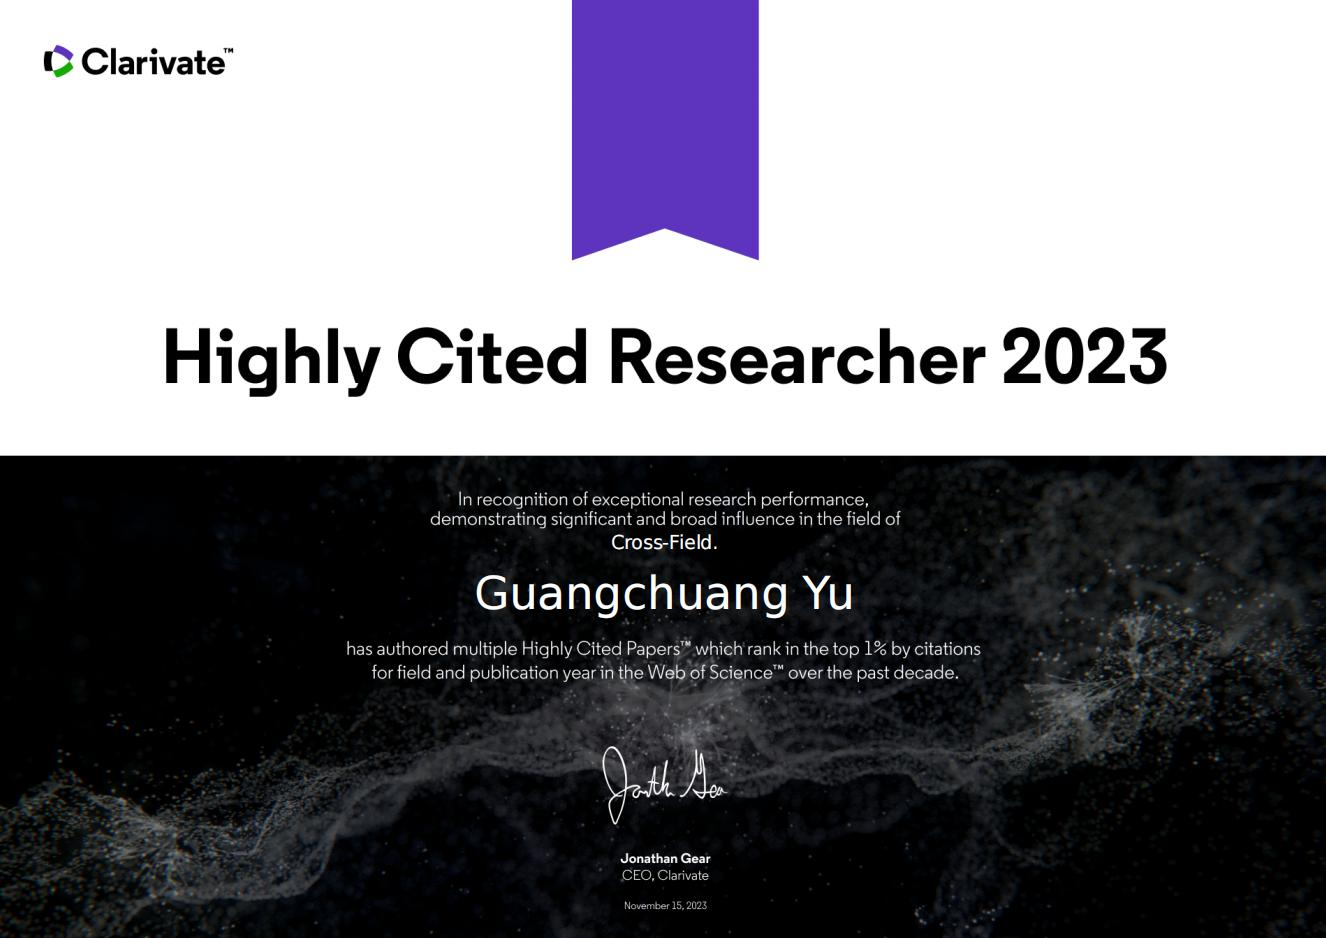 Clarivate™
Highly Cited Researcher 2023
In recognition of exceptional research performance,
demonstrating significant and broad influence in the field of
Cross-Field.
Guangchuang Yu
has authored multiple Highly Cited Papers™ which rank in the top 1% by citations
for field and publication year in the Web of Science™ over the past decade.
Jonathan Gear
CEO, Clarivate
November 15, 2023